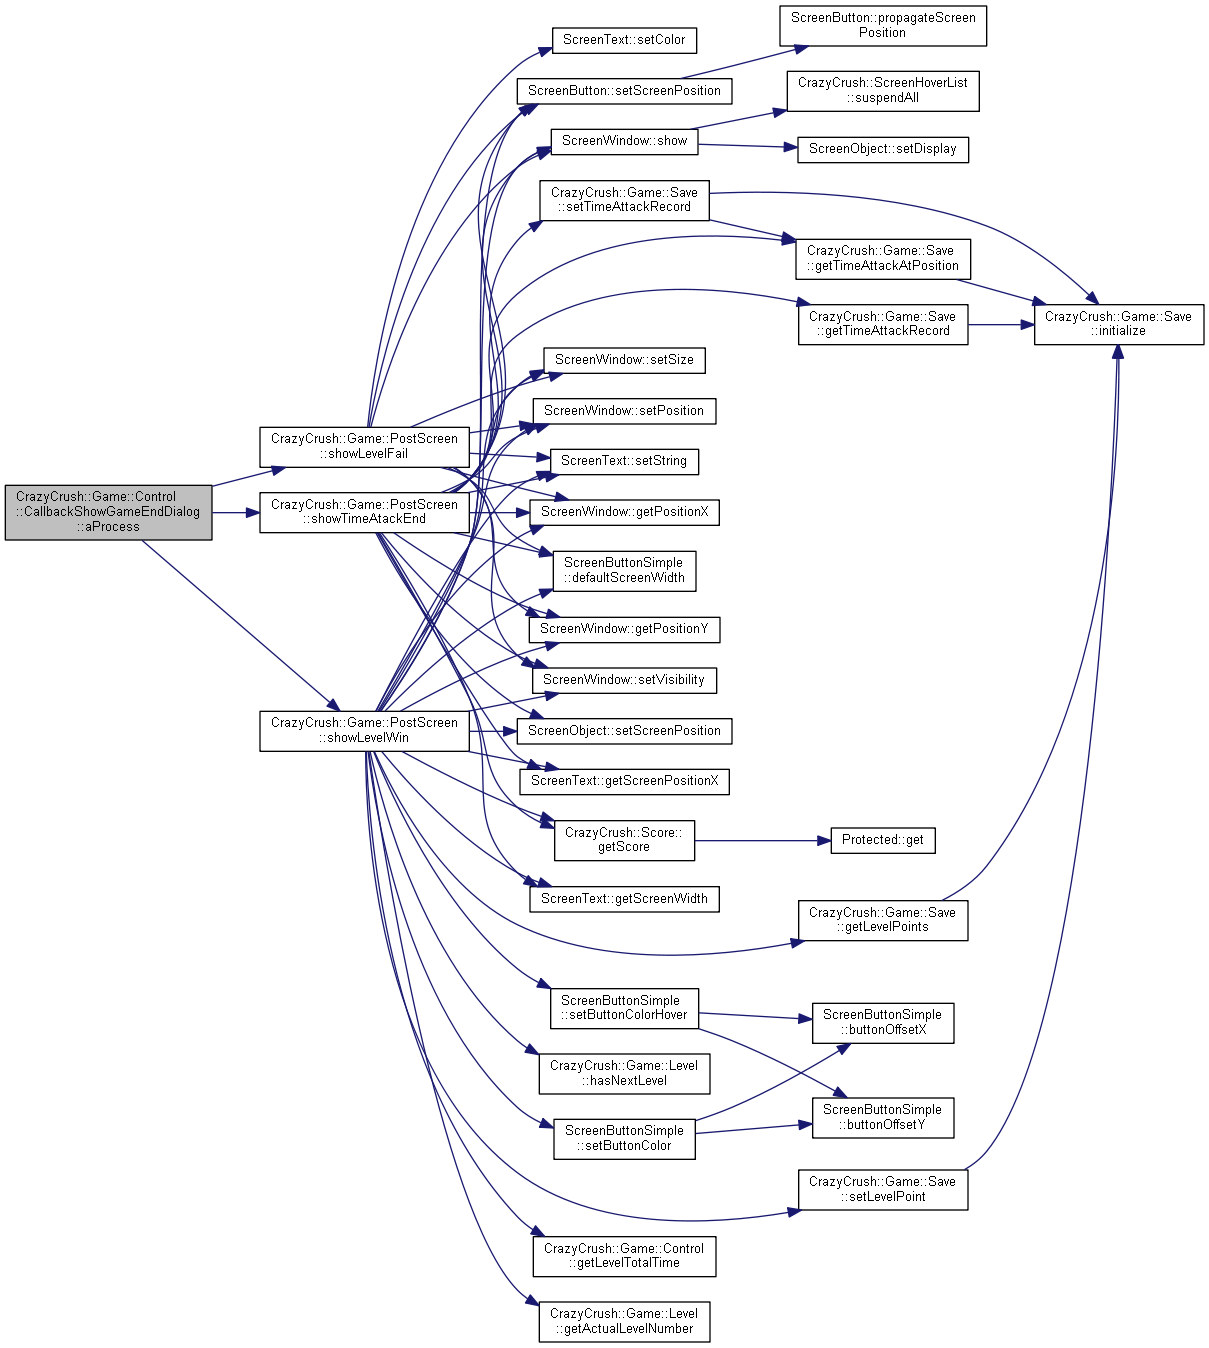 ScreenButton::propagateScreen
Position
ScreenText::setColor
ScreenButton::setScreenPosition
CrazyCrush::ScreenHoverList
::suspendAll
ScreenWindow::show
ScreenObject::setDisplay
CrazyCrush::Game::Save
::setTimeAttackRecord
CrazyCrush::Game::Save
::getTimeAttackAtPosition
CrazyCrush::Game::Save
::getTimeAttackRecord
CrazyCrush::Game::Save
::initialize
ScreenWindow::setSize
ScreenWindow::setPosition
CrazyCrush::Game::PostScreen
::showLevelFail
ScreenText::setString
CrazyCrush::Game::Control
::CallbackShowGameEndDialog
::aProcess
CrazyCrush::Game::PostScreen
::showTimeAtackEnd
ScreenWindow::getPositionX
ScreenButtonSimple
::defaultScreenWidth
ScreenWindow::getPositionY
ScreenWindow::setVisibility
CrazyCrush::Game::PostScreen
::showLevelWin
ScreenObject::setScreenPosition
ScreenText::getScreenPositionX
CrazyCrush::Score::
getScore
Protected::get
ScreenText::getScreenWidth
CrazyCrush::Game::Save
::getLevelPoints
ScreenButtonSimple
::setButtonColorHover
ScreenButtonSimple
::buttonOffsetX
CrazyCrush::Game::Level
::hasNextLevel
ScreenButtonSimple
::buttonOffsetY
ScreenButtonSimple
::setButtonColor
CrazyCrush::Game::Save
::setLevelPoint
CrazyCrush::Game::Control
::getLevelTotalTime
CrazyCrush::Game::Level
::getActualLevelNumber